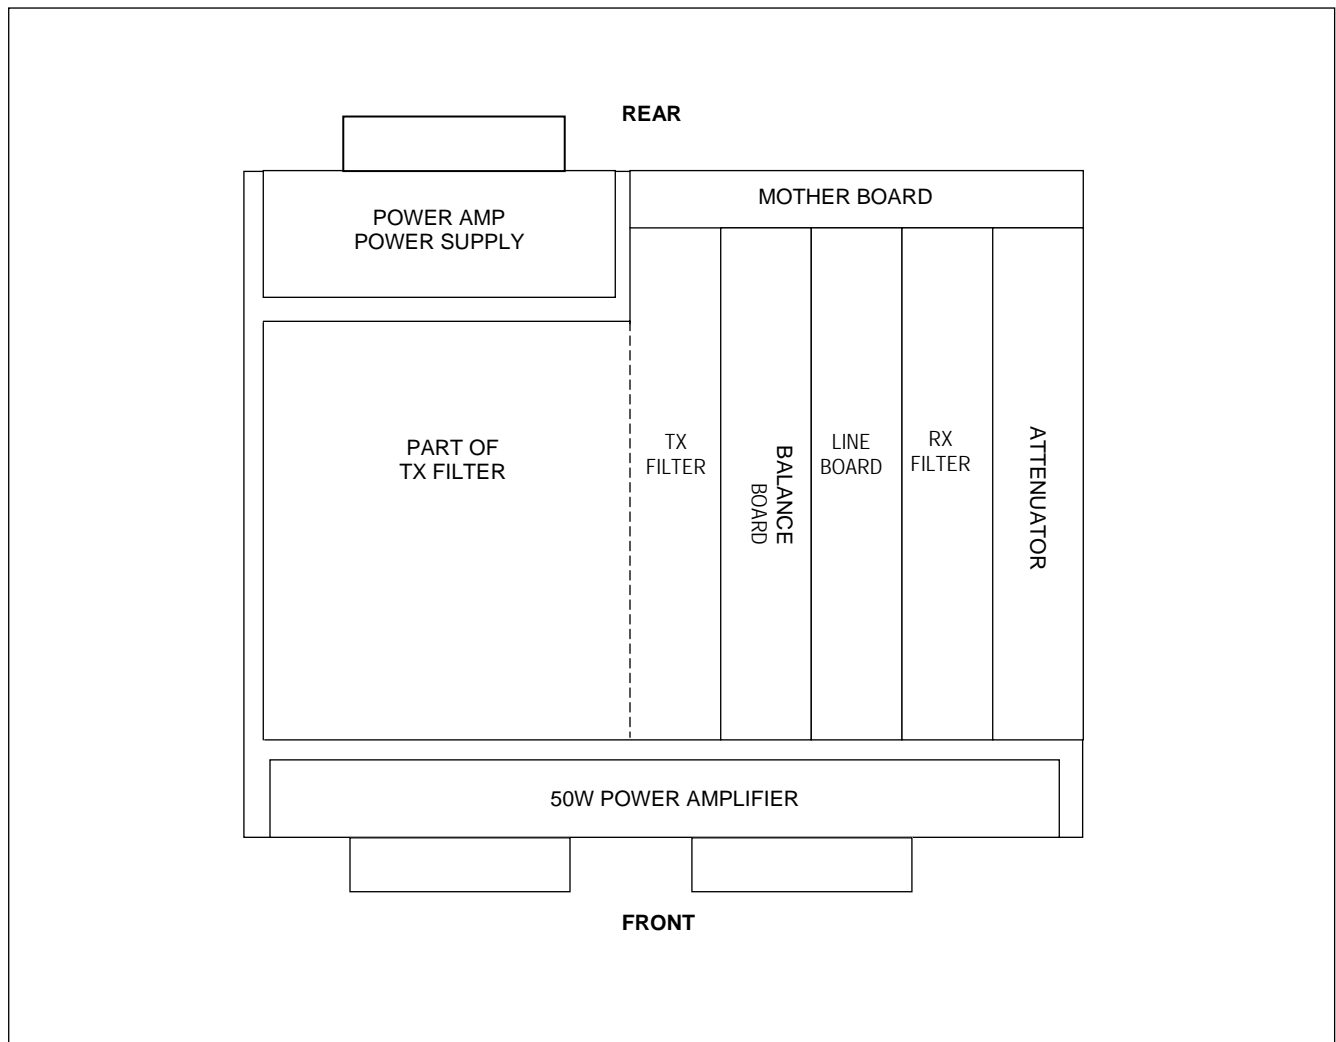 REAR
MOTHER BOARD
POWER AMP
POWER SUPPLY
PART OF
TX FILTER
TX
FILTER
BALANCE
BOARD
LINE
BOARD
RX
FILTER
ATTENUATOR
50W POWER AMPLIFIER
FRONT